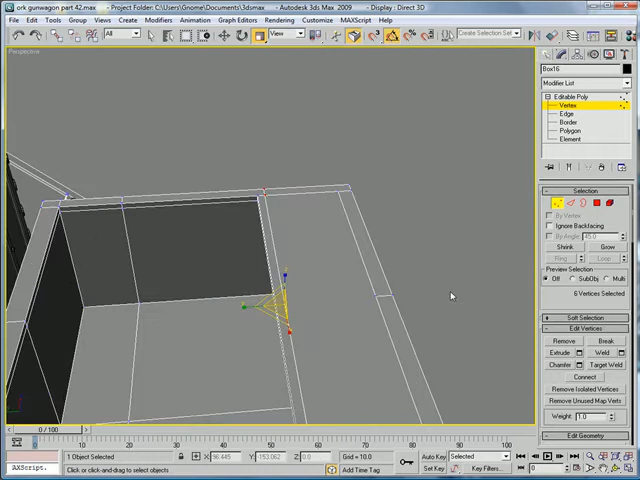 ork gunwagon part 42.max - Project Folder: C:\Users\Gnome\Documents\3dsmax - Autodesk 3ds Max 2009 - Display : Direct 3D
File Edit Tools Group Views Create Modifiers Animation Graph Editors Rendering Customize MAXScript Help
All View Create Selection Set
Perspective
Box16
Modifier List
Editable Poly
Vertex
Edge
Border
Polygon
Element
Selection
By Vertex
Ignore Backfacing
By Angle: 45.0
Shrink Grow
Ring Loop
Preview Selection
Off SubObj Multi
6 Vertices Selected
Soft Selection
Edit Vertices
Remove Break
Extrude Weld
Chamfer Target Weld
Connect
Remove Isolated Vertices
Remove Unused Map Verts
Weight: 1.0
Edit Geometry
0 / 100
0 10 20 30 40 50 60 70 80 90 100
AXScript. 1 Object Selected X: 96.445 Y: -153.062 Z: 0.0 Grid = 10.0 Auto Key Selected
Click or click-and-drag to select objects Add Time Tag Set Key Key Filters... 0